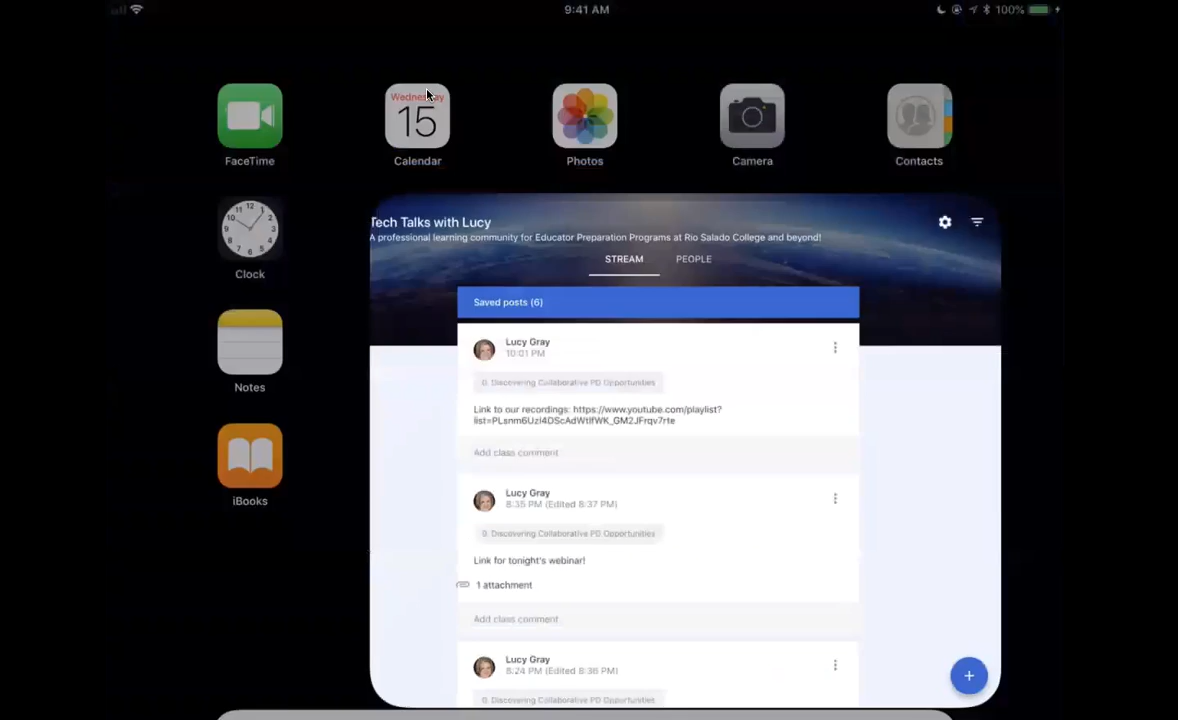 9:41 AM
100%
Wednesday
15
FaceTime
Calendar
Photos
Camera
Contacts
Clock
Notes
iBooks
Tech Talks with Lucy
A professional learning community for Educator Preparation Programs at Rio Salado College and beyond!
STREAM
PEOPLE
Saved posts (6)
Lucy Gray
10:01 PM
0. Discovering Collaborative PD Opportunities
Link to our recordings: https://www.youtube.com/playlist?
Add class comment
Lucy Gray
8:35 PM (Edited 8:37 PM)
0. Discovering Collaborative PD Opportunities
Link for tonight's webinar!
1 attachment
Add class comment
Lucy Gray
8:24 PM (Edited 8:36 PM)
0. Discovering Collaborative PD Opportunities